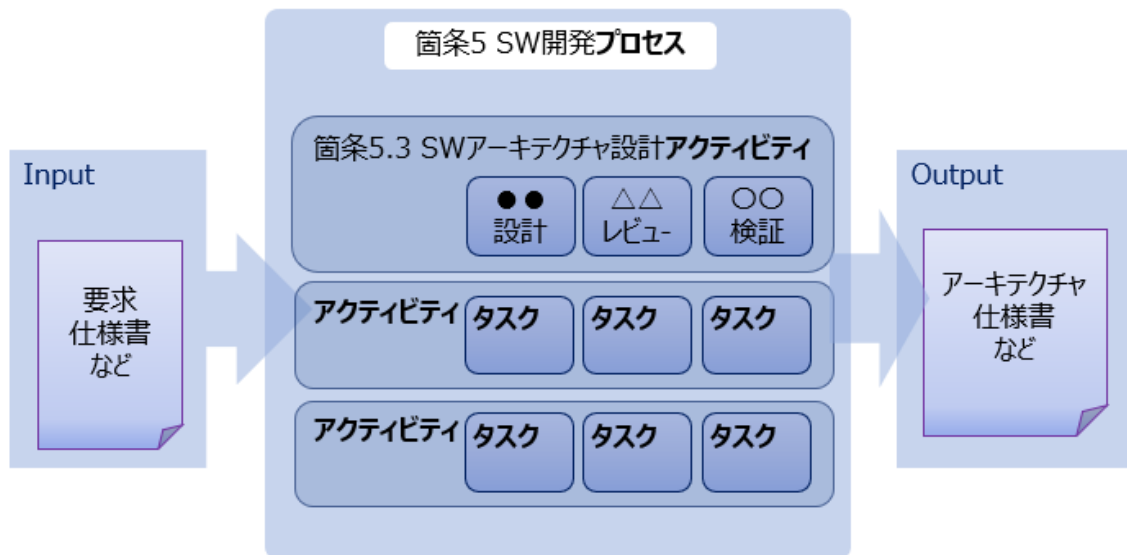 箇条5 SW開発プロセス
Input
要求
仕様書
など
箇条5.3 SWアーキテクチャ設計アクティビティ
●●
設計
△△
レビュー
○○
検証
アクティビティ
タスク
タスク
タスク
アクティビティ
タスク
タスク
タスク
Output
アーキテクチャ
仕様書
など